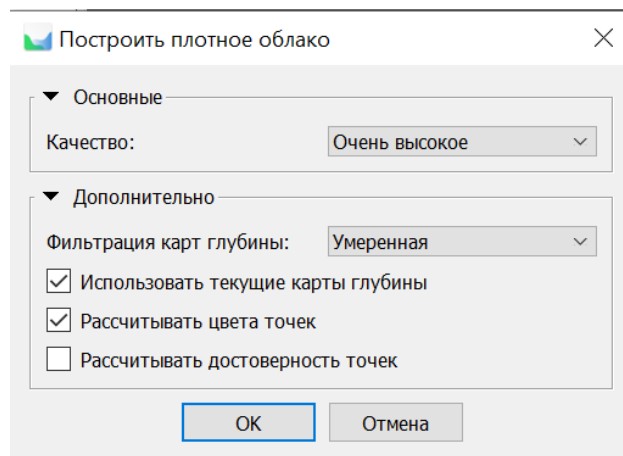 Построить плотное облако
Основные
Качество: Очень высокое
Дополнительно
Фильтрация карт глубины: Умеренная
Использовать текущие карты глубины
Рассчитывать цвета точек
Рассчитывать достоверность точек
OK Отмена